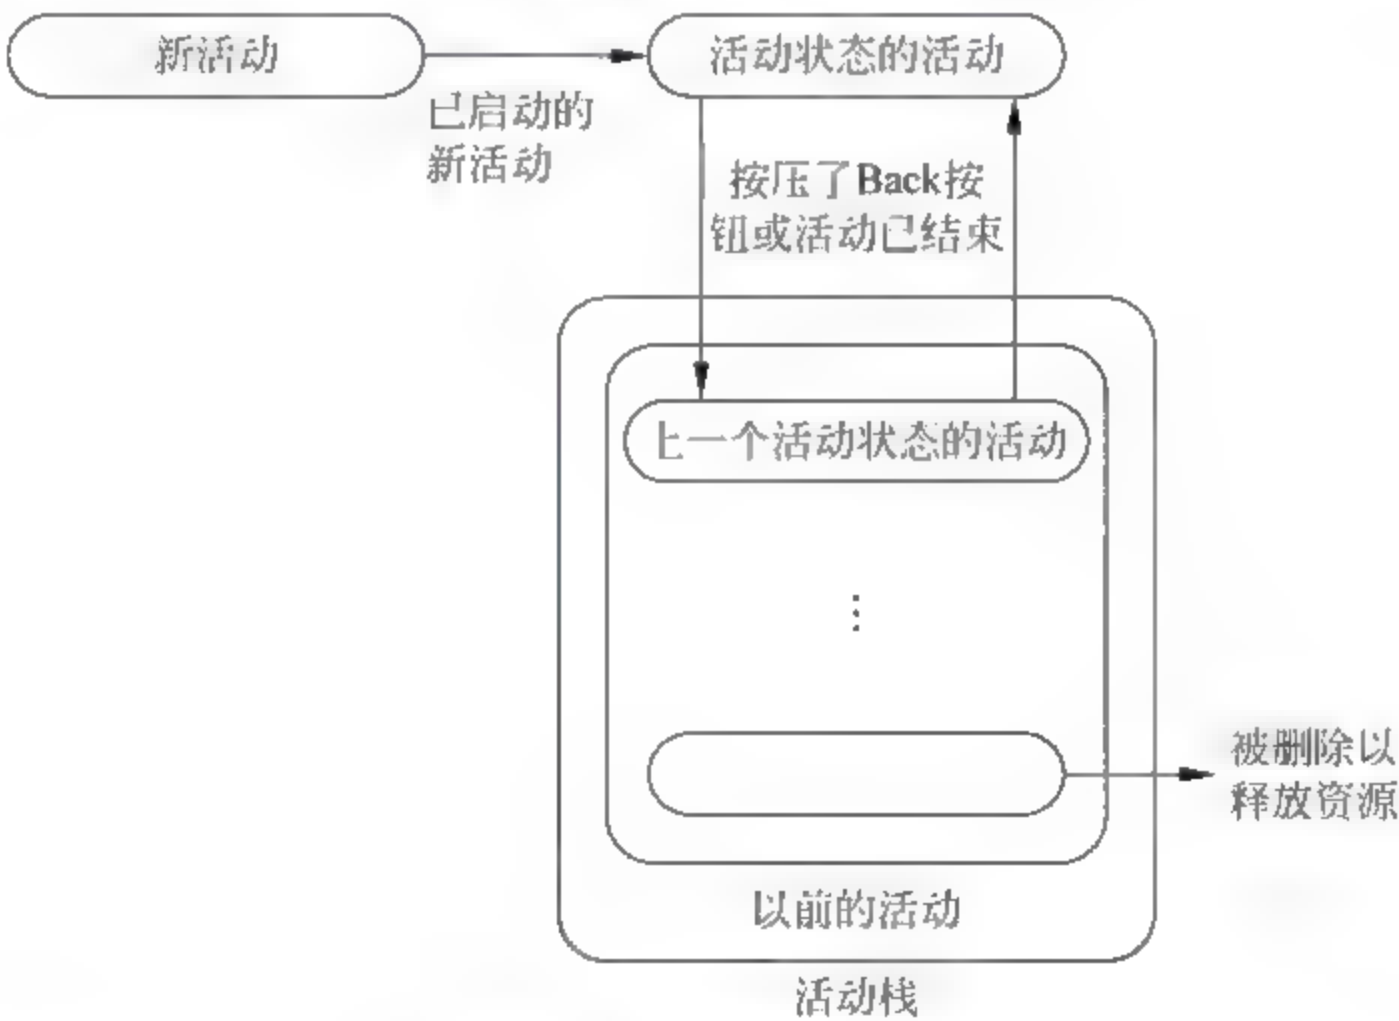 新活动
活动状态的活动
已启动的
新活动
按压了Back按
钮或活动已结束
上一个活动状态的活动
被删除以
释放资源
以前的活动
活动栈